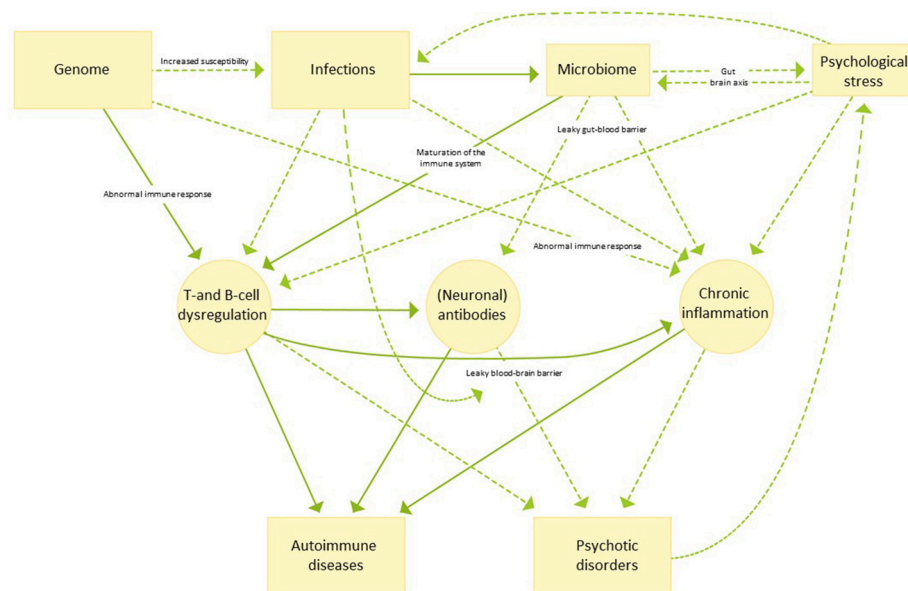 Genome
Increased susceptibility
Infections
Microbiome
Gut
brain axis
Psychological
stress
Leaky gut-blood barrier
Maturation of the
immune system
Abnormal immune response
Abnormal immune response
T-and B-cell
dysregulation
(Neuronal)
antibodies
Chronic
inflammation
Leaky blood-brain barrier
Autoimmune
diseases
Psychotic
disorders